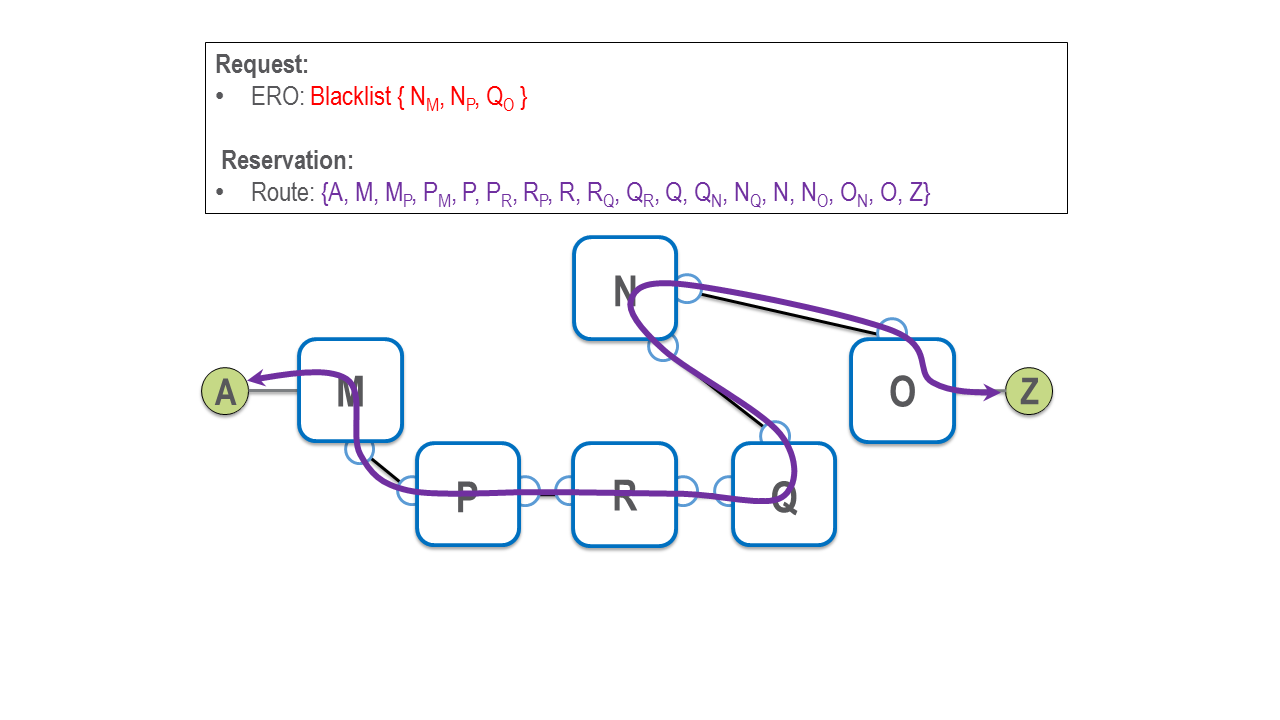 Request:
• ERO: Blacklist { N_M, N_P, Q_O }
Reservation:
• Route: {A, M, M_P, P_M, P, P_R, R_P, R, R_Q, Q_R, Q, Q_N, N_Q, N, N_O, O_N, O, Z}
N
A
M
O
Z
P
R
Q